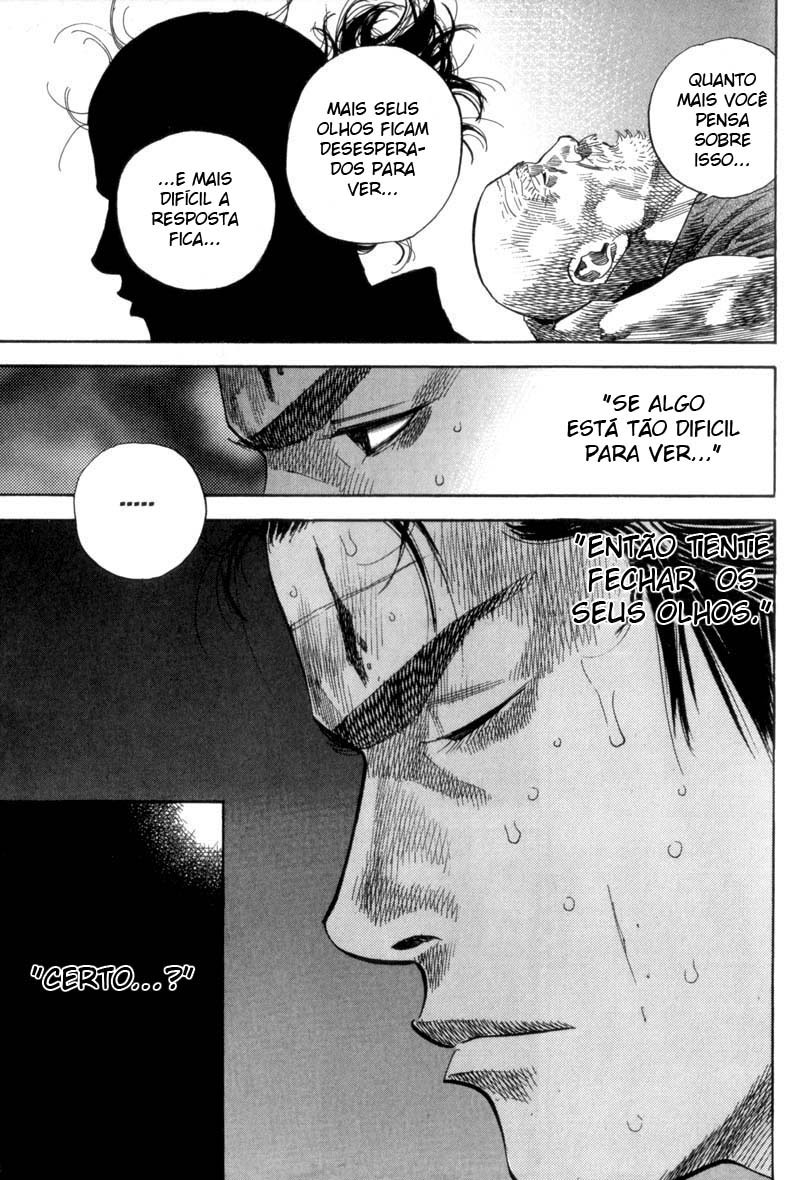 QUANTO
MAIS VOCÊ
PENSA
SOBRE
ISSO...
MAIS SEUS
OLHOS FICAM
DESESPERA-
DOS PARA
VER...
...E MAIS
DIFÍCIL A
RESPOSTA
FICA...
"SE ALGO
ESTÁ TÃO DIFICIL
PARA VER..."
.....
"ENTÃO TENTE
FECHAR OS
SEUS OLHOS."
"CERTO...?"